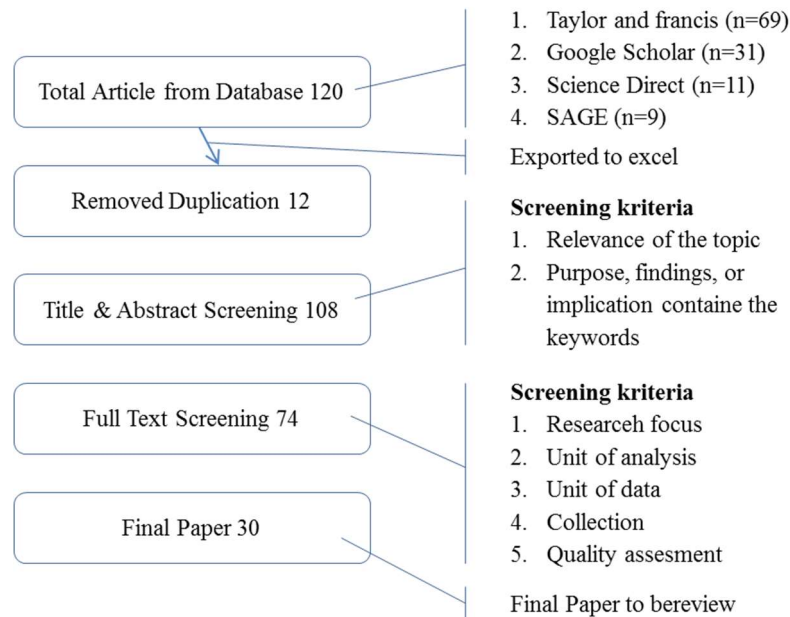 Total Article from Database 120
1. Taylor and francis (n=69)
2. Google Scholar (n=31)
3. Science Direct (n=11)
4. SAGE (n=9)
Exported to excel
Removed Duplication 12
Title & Abstract Screening 108
Screening kriteria
1. Relevance of the topic
2. Purpose, findings, or
implication containe the
keywords
Full Text Screening 74
Screening kriteria
1. Researceh focus
2. Unit of analysis
3. Unit of data
4. Collection
5. Quality assesment
Final Paper 30
Final Paper to bereview